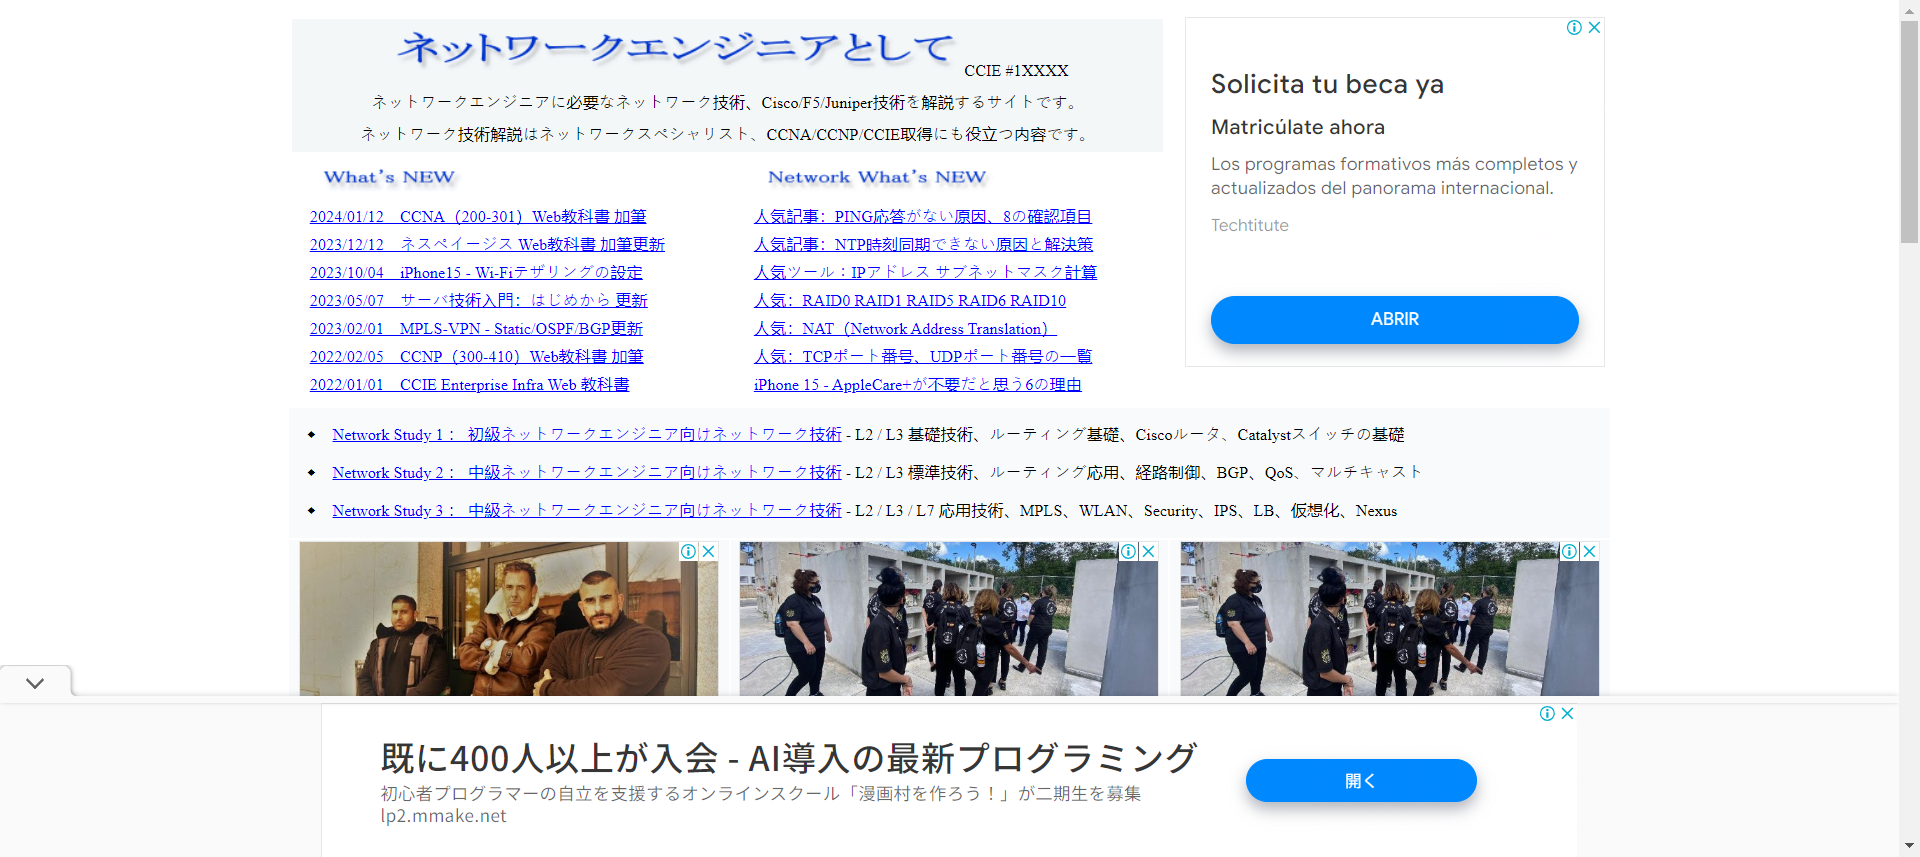 ネットワークエンジニアとして
CCIE #1XXXX
ネットワークエンジニアに必要なネットワーク技術、Cisco/F5/Juniper技術を解説するサイトです。
ネットワーク技術解説はネットワークスペシャリスト、CCNA/CCNP/CCIE取得にも役立つ内容です。
What's NEW
2024/01/12　CCNA（200-301）Web教科書 加筆
2023/12/12　ネスペイージス Web教科書 加筆更新
2023/10/04　iPhone15 - Wi-Fiテザリングの設定
2023/05/07　サーバ技術入門：はじめから 更新
2023/02/01　MPLS-VPN - Static/OSPF/BGP更新
2022/02/05　CCNP（300-410）Web教科書 加筆
2022/01/01　CCIE Enterprise Infra Web 教科書
Network What's NEW
人気記事：PING応答がない原因、8の確認項目
人気記事：NTP時刻同期できない原因と解決策
人気ツール：IPアドレス サブネットマスク計算
人気：RAID0 RAID1 RAID5 RAID6 RAID10
人気：NAT（Network Address Translation）
人気：TCPポート番号、UDPポート番号の一覧
iPhone 15 - AppleCare+が不要だと思う6の理由
Solicita tu beca ya
Matricúlate ahora
Los programas formativos más completos y
actualizados del panorama internacional.
Techtitute
ABRIR
Network Study 1： 初級ネットワークエンジニア向けネットワーク技術 - L2 / L3 基礎技術、ルーティング基礎、Ciscoルータ、Catalystスイッチの基礎
Network Study 2： 中級ネットワークエンジニア向けネットワーク技術 - L2 / L3 標準技術、ルーティング応用、経路制御、BGP、QoS、マルチキャスト
Network Study 3： 中級ネットワークエンジニア向けネットワーク技術 - L2 / L3 / L7 応用技術、MPLS、WLAN、Security、IPS、LB、仮想化、Nexus
既に400人以上が入会 - AI導入の最新プログラミング
初心者プログラマーの自立を支援するオンラインスクール「漫画村を作ろう！」が二期生を募集
lp2.mmake.net
開く